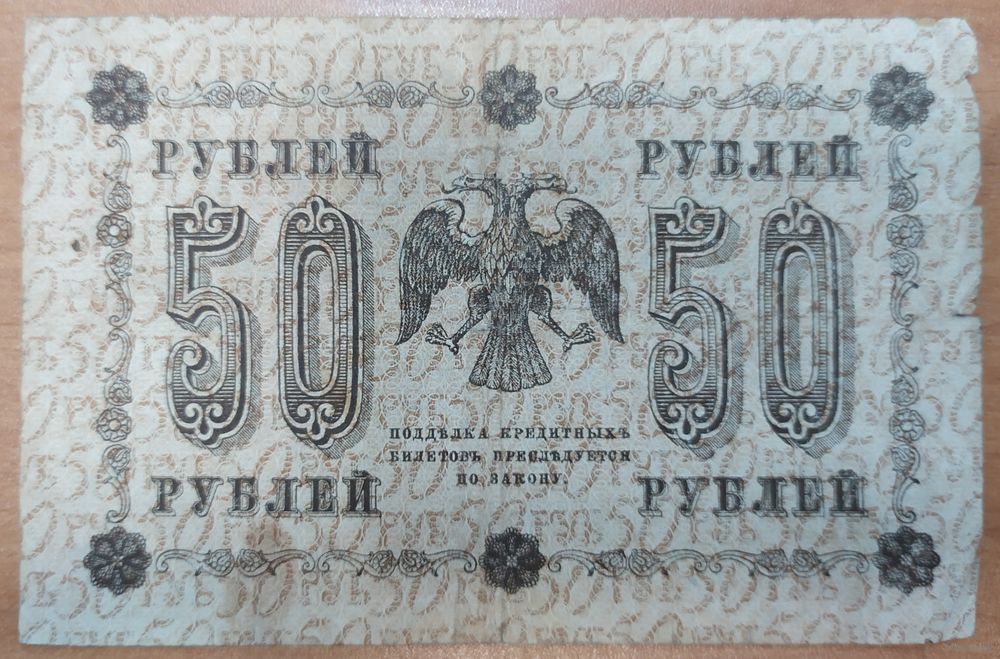 РУБЛЕЙ РУБЛЕЙ
50 50
ПОДДѢЛКА КРЕДИТНЫХЪ
БИЛЕТОВЪ ПРЕСЛѢДУЕТСЯ
ПО ЗАКОНУ.
РУБЛЕЙ РУБЛЕЙ